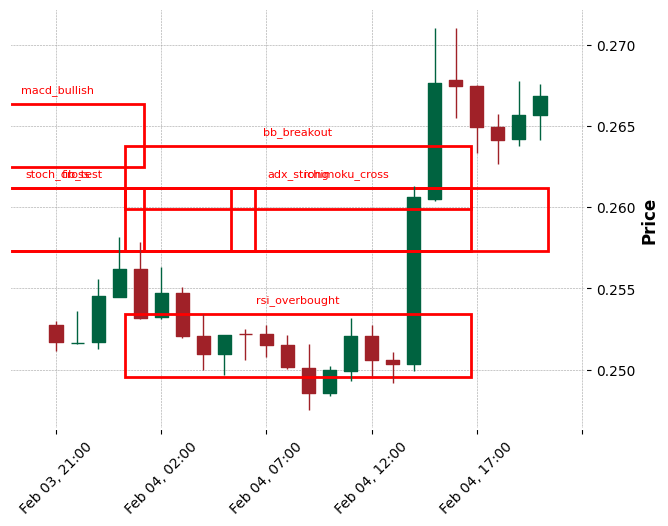 macd_bullish
bb_breakout
stoch_cross
fib_test
adx_strong
ichimoku_cross
rsi_overbought
0.270
0.265
0.260
0.255
0.250
Price
Feb 03, 21:00
Feb 04, 02:00
Feb 04, 07:00
Feb 04, 12:00
Feb 04, 17:00